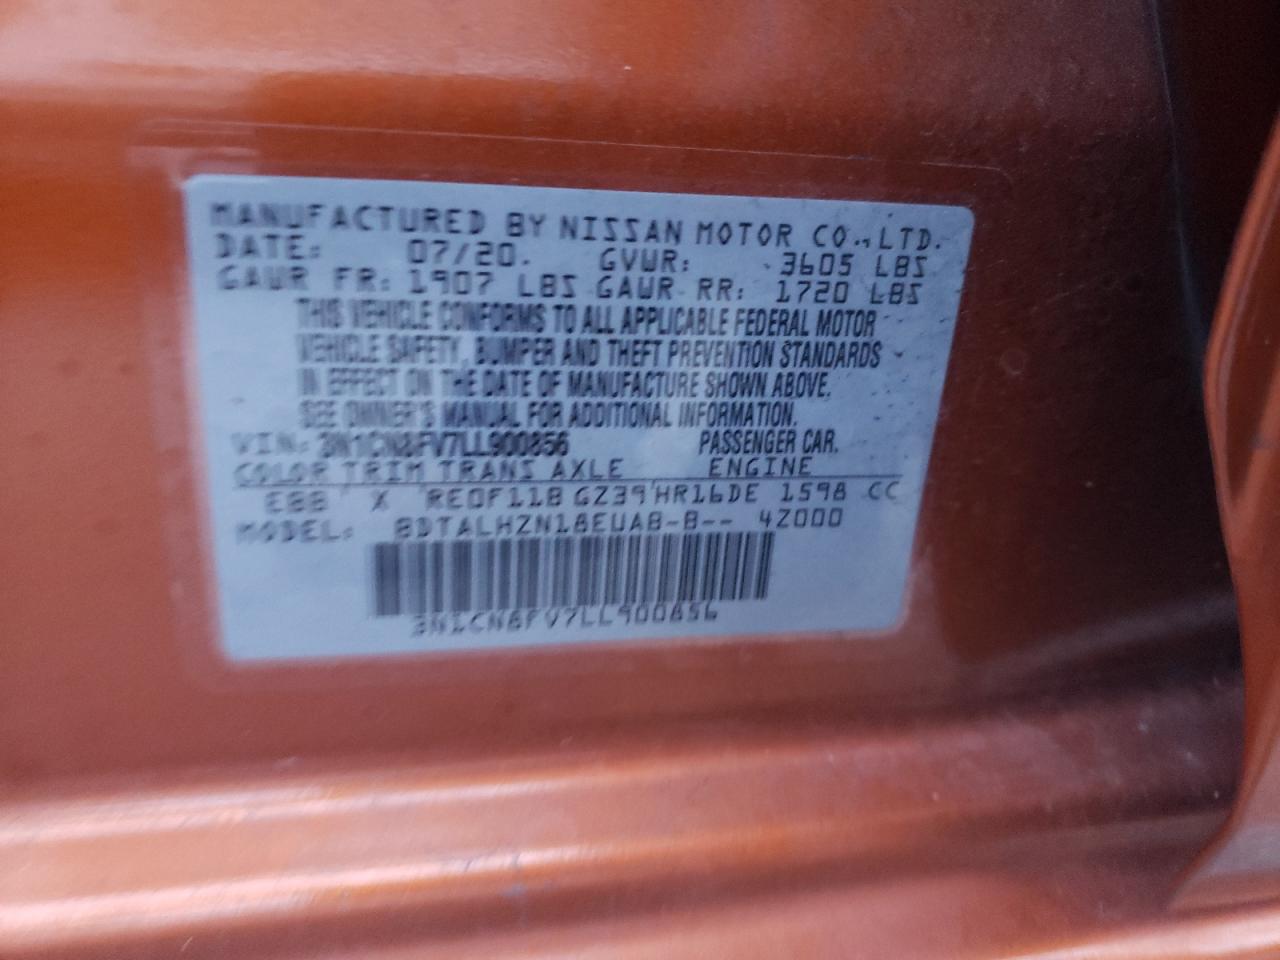 MANUFACTURED BY NISSAN MOTOR CO., LTD.
DATE: 07/20. GVWR: 3605 LBS
GAWR FR: 1907 LBS GAWR RR: 1720 LBS
THIS VEHICLE CONFORMS TO ALL APPLICABLE FEDERAL MOTOR
VEHICLE SAFETY, BUMPER AND THEFT PREVENTION STANDARDS
IN EFFECT ON THE DATE OF MANUFACTURE SHOWN ABOVE.
SEE OWNER'S MANUAL FOR ADDITIONAL INFORMATION.
VIN: 3N1CN8FV7LL900856 PASSENGER CAR.
COLOR TRIM TRANS AXLE ENGINE
EBB X RE0F11B GZ39 HR16DE 1598 CC
MODEL: BDTALHZN18EUA8-B-- 4Z000
3N1CN8FV7LL900856